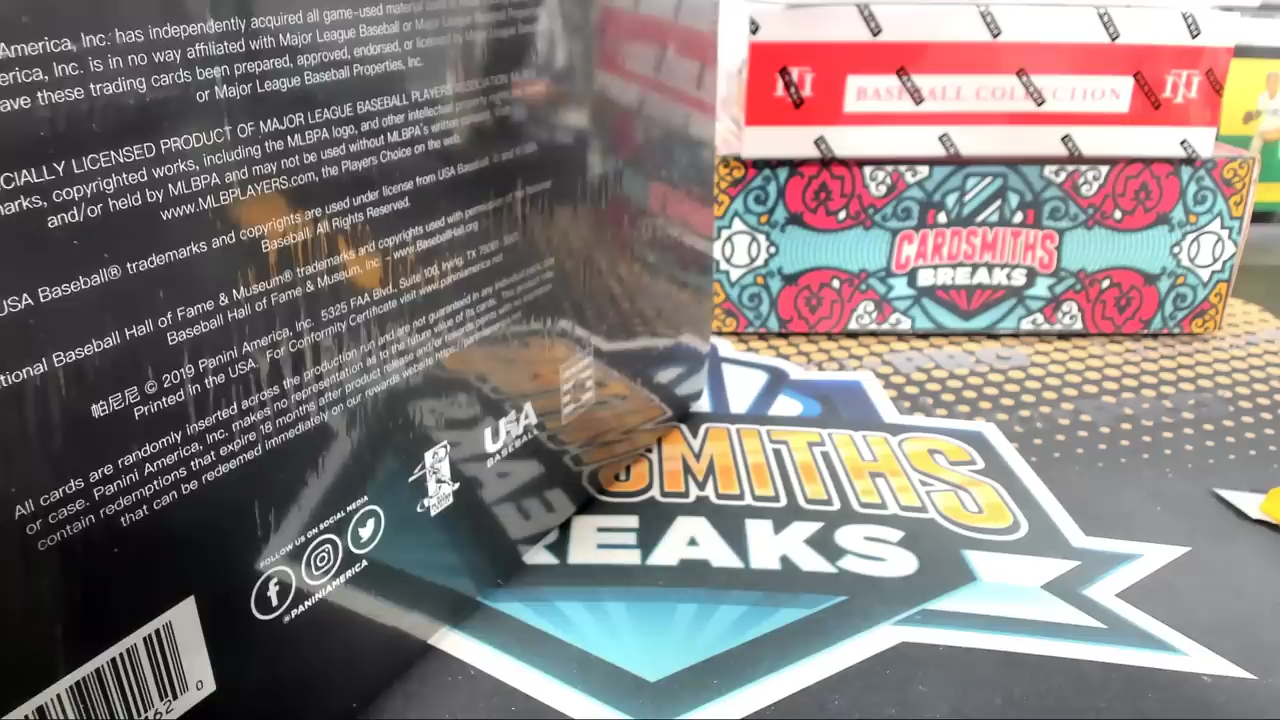 America, Inc. has independently acquired all game-used material
erica, Inc. is in no way affiliated with Major League Baseball or Major League
ave these trading cards been prepared, approved, endorsed, or licensed by Major League
or Major League Baseball Properties, Inc.
CIALLY LICENSED PRODUCT OF MAJOR LEAGUE BASEBALL PLAYERS ASSOCIATION
marks, copyrighted works, including the MLBPA logo, and other intellectual property rights
and/or held by MLBPA and may not be used without MLBPA's written consent.
www.MLBPLAYERS.com, the Players Choice on the web.
USA Baseball® trademarks and copyrights are used under license from USA Baseball.
Baseball. All Rights Reserved.
tional Baseball Hall of Fame & Museum® trademarks and copyrights used with permission
Baseball Hall of Fame & Museum, Inc. - www.BaseballHall.org
帕尼尼 © 2019 Panini America, Inc. 5325 FAA Blvd., Suite 100, Irving, TX 75061
Printed in the USA. For Conformity Certificate visit www.paniniamerica.net
All cards are randomly inserted across the production run and are not guaranteed in any individual
or case. Panini America, Inc. makes no representation as to the future value of its cards.
contain redemptions that expire 18 months after product release and/or
that can be redeemed immediately on our rewards website https://
USA
BASEBALL
FOLLOW US ON SOCIAL MEDIA
@PANINIAMERICA
62 0
BASEBALL COLLECTION
CARDSMITHS
BREAKS
SMITHS
REAKS